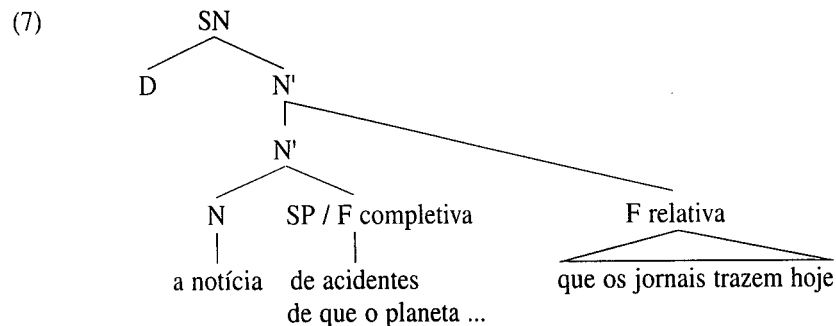 (7) SN
D N'
N'
N SP / F completiva F relativa
a notícia de acidentes que os jornais trazem hoje
de que o planeta ...